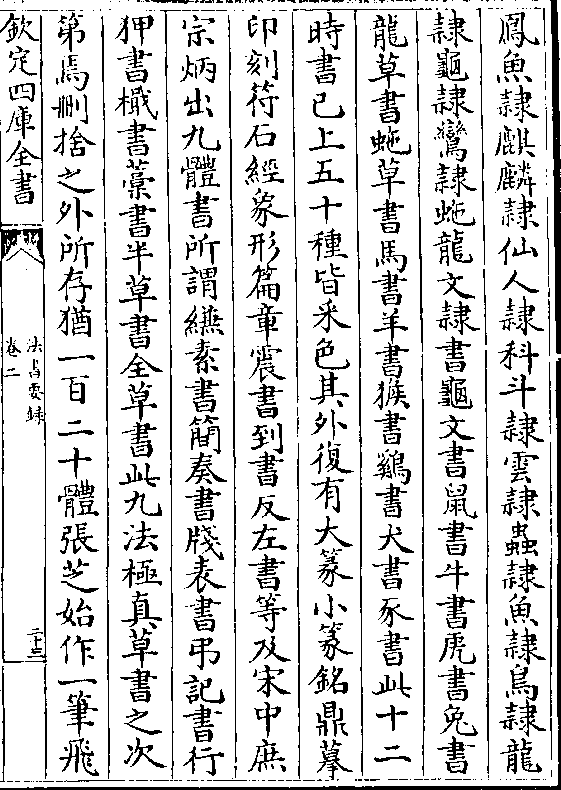 鳳魚隷麒麟隷仙人隷科斗隷雲隷蟲隷魚隷鳥隷龍
隷龜隷鸞隷虵龍文隷書龜文書䑕書牛書虎書兔書
龍草書虵草書馬書羊書猴書鷄書犬書豕書此十二
時書已上五十種皆采色其外復有大篆小篆銘鼎摹
印刻符石經象形篇章震書到書反左書等及宋中庶
宗炳出九體書所謂縑素書簡奏書牋表書弔記書行
狎書檝書藁書半草書全草書此九法極真草書之次
第焉刪捨之外所存猶一百二十體張芝始作一筆飛
欽定四庫全書
法書要録
卷二
二十三